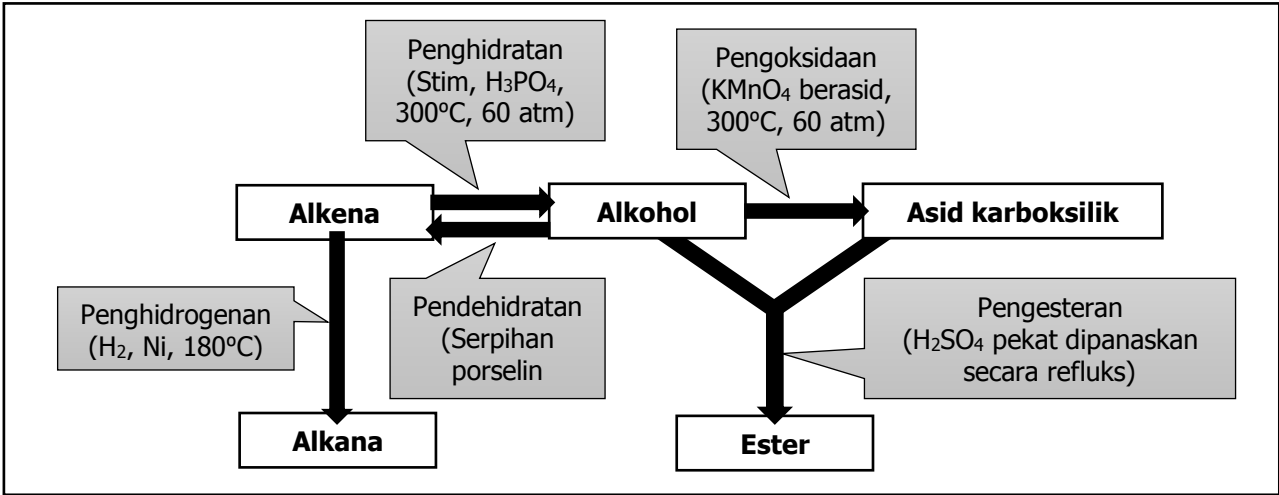 Penghidratan
(Stim, H₃PO₄,
300ºC, 60 atm)
Pengoksidaan
(KMnO₄ berasid,
300ºC, 60 atm)
Alkena
Alkohol
Asid karboksilik
Penghidrogenan
(H₂, Ni, 180ºC)
Pendehidratan
(Serpihan
porselin
Pengesteran
(H₂SO₄ pekat dipanaskan
secara refluks)
Alkana
Ester